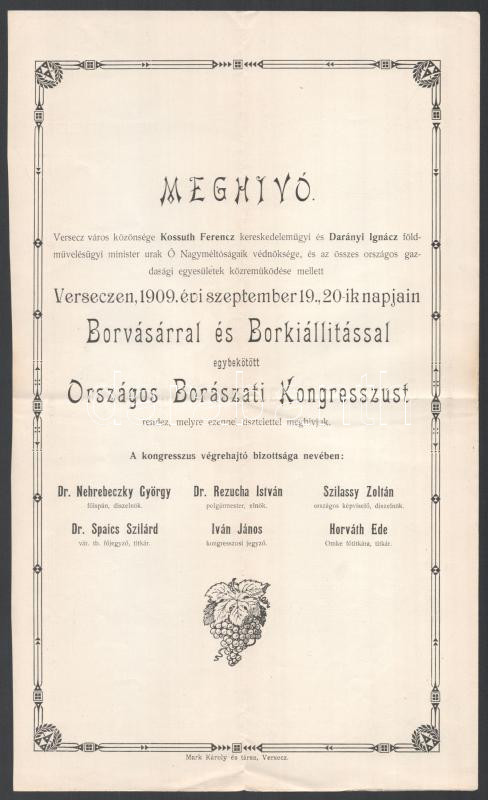 MEGHIVÓ.
Versecz város közönsége Kossuth Ferencz kereskedelemügyi és Darányi Ignácz föld-
művelésügyi minister urak Ő Nagyméltóságaik védnöksége, és az összes országos gaz-
dasági egyesületek közreműködése mellett
Verseczen, 1909. évi szeptember 19., 20-ik napjain
Borvásárral és Borkiállitással
egybekötött
Országos Borászati Kongresszust
rendez, melyre ezennel tisztelettel meghivjuk.
A kongresszus végrehajtó bizottsága nevében:
Dr. Nehrebeczky György Dr. Rezucha István Szilassy Zoltán
főispán, diszelnök. polgármester, elnök. országos képviselő, diszelnök.
Dr. Spaics Szilárd Iván János Horváth Ede
vár. tb. főjegyző, titkár. kongresszusi jegyző. Omke főtitkára, titkár.
Mark Károly és társa, Versecz.